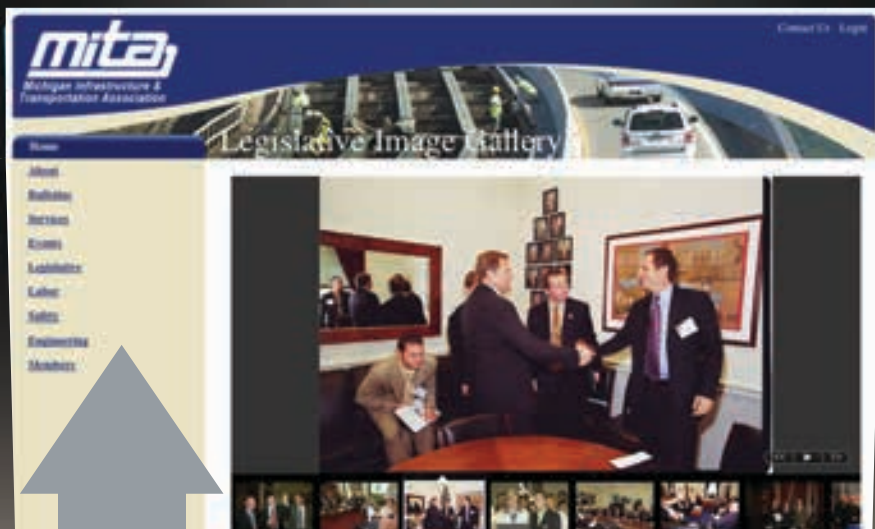 Contact Us Login
mita
Michigan Infrastructure &
Transportation Association
Legislative Image Gallery
Home
About
Bulletins
Services
Events
Legislative
Labor
Safety
Engineering
Members